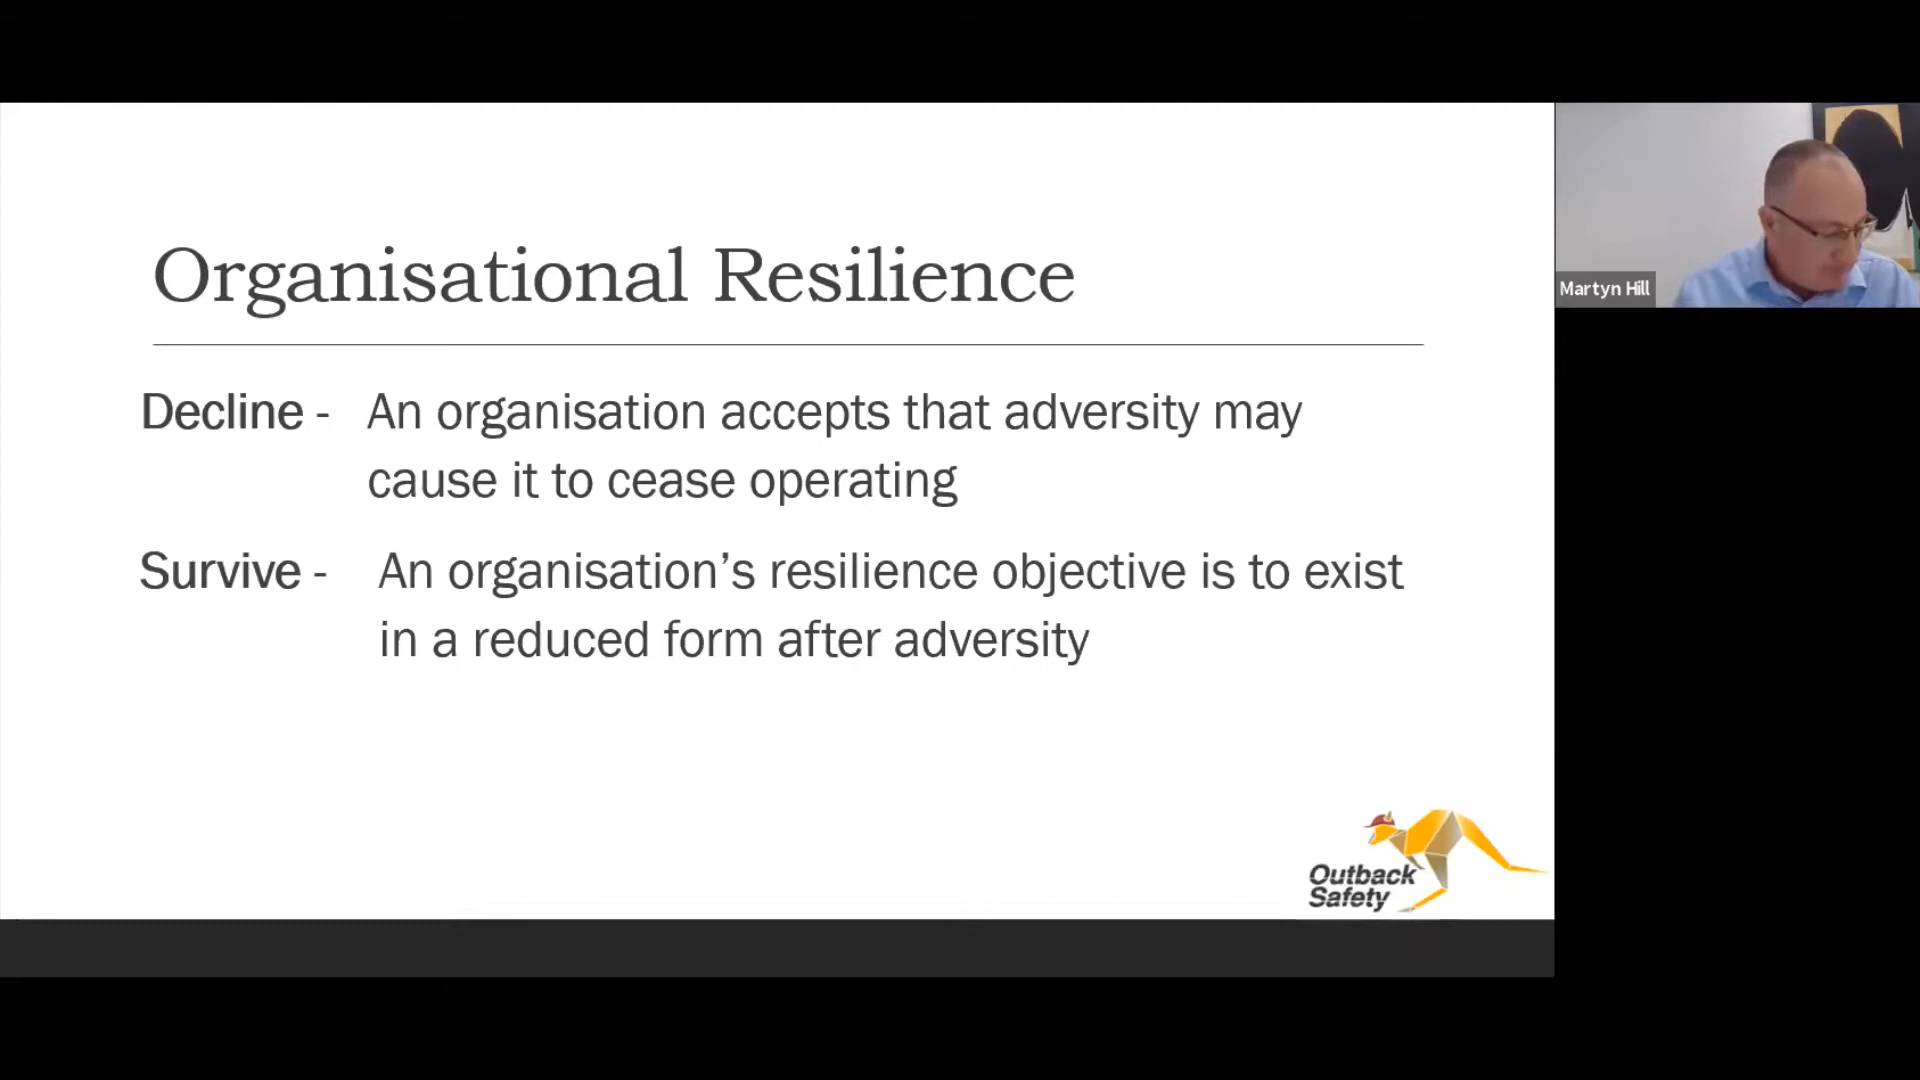 Organisational Resilience
Decline - An organisation accepts that adversity may
cause it to cease operating
Survive - An organisation’s resilience objective is to exist
in a reduced form after adversity
Outback
Safety
Martyn Hill